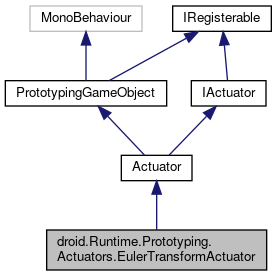 MonoBehaviour
IRegisterable
PrototypingGameObject
IActuator
Actuator
droid.Runtime.Prototyping.
Actuators.EulerTransformActuator